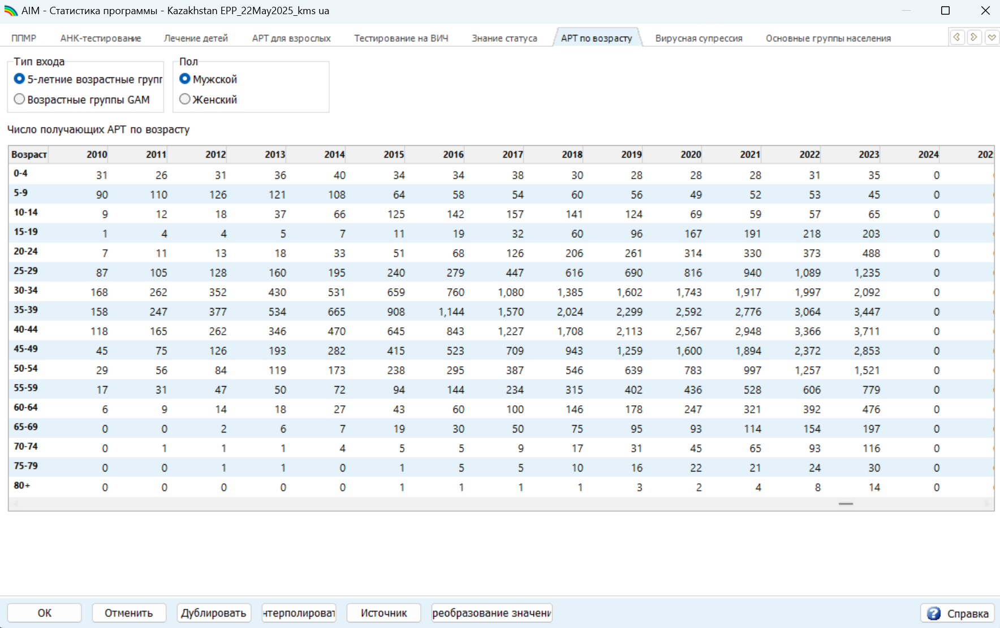 AIM - Статистика программы - Kazakhstan EPP_22May2025_kms ua
ППМР АНК-тестирование Лечение детей АРТ для взрослых Тестирование на ВИЧ Знание статуса АРТ по возрасту Вирусная супрессия Основные группы населения
Тип входа Пол
5-летние возрастные груп Мужской
Возрастные группы GAM Женский
Число получающих АРТ по возрасту
Возраст 2010 2011 2012 2013 2014 2015 2016 2017 2018 2019 2020 2021 2022 2023 2024 202
0-4 31 26 31 36 40 34 34 38 30 28 28 28 31 35 0
5-9 90 110 126 121 108 64 58 54 60 56 49 52 53 45 0
10-14 9 12 18 37 66 125 142 157 141 124 69 59 57 65 0
15-19 1 4 4 5 7 11 19 32 60 96 167 191 218 203 0
20-24 7 11 13 18 33 51 68 126 206 261 314 330 373 488 0
25-29 87 105 128 160 195 240 279 447 616 690 816 940 1,089 1,235 0
30-34 168 262 352 430 531 659 760 1,080 1,385 1,602 1,743 1,917 1,997 2,092 0
35-39 158 247 377 534 665 908 1,144 1,570 2,024 2,299 2,592 2,776 3,064 3,447 0
40-44 118 165 262 346 470 645 843 1,227 1,708 2,113 2,567 2,948 3,366 3,711 0
45-49 45 75 126 193 282 415 523 709 943 1,259 1,600 1,894 2,372 2,853 0
50-54 29 56 84 119 173 238 295 387 546 639 783 997 1,257 1,521 0
55-59 17 31 47 50 72 94 144 234 315 402 436 528 606 779 0
60-64 6 9 14 18 27 43 60 100 146 178 247 321 392 476 0
65-69 0 0 2 6 7 19 30 50 75 95 93 114 154 197 0
70-74 0 1 1 1 4 5 5 9 17 31 45 65 93 116 0
75-79 0 0 1 1 0 1 5 5 10 16 22 21 24 30 0
80+ 0 0 0 0 0 1 1 1 1 3 2 4 8 14 0
ОК Отменить Дублировать нтерполироват Источник реобразование значени Справка